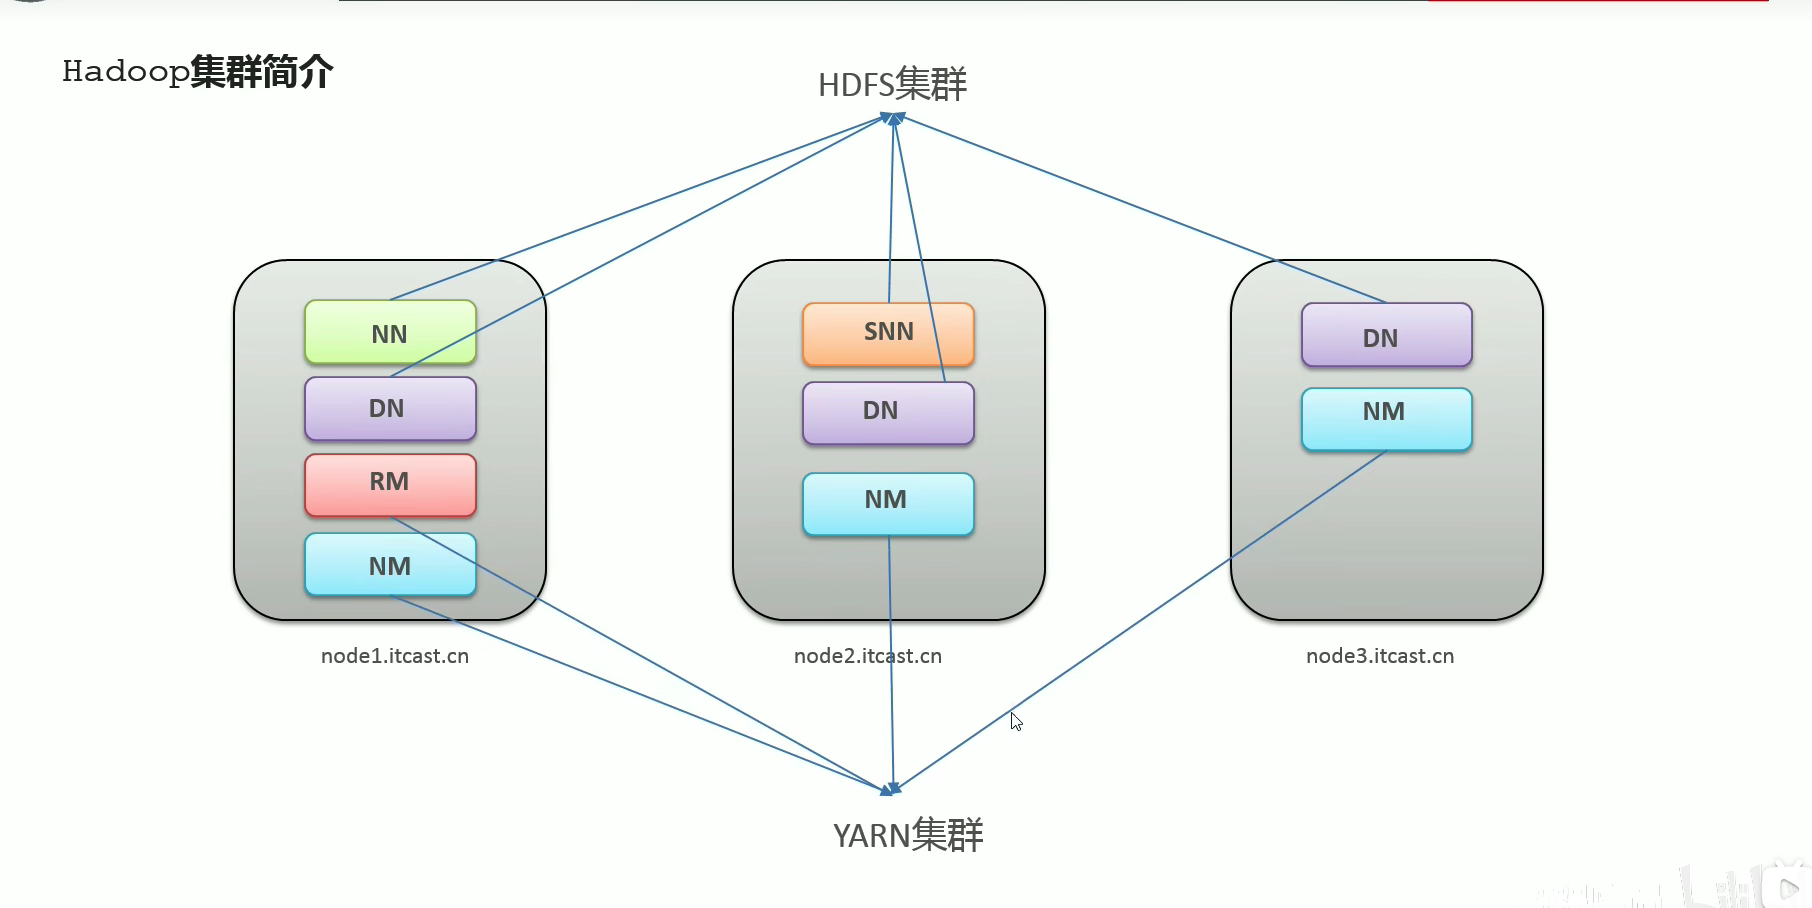 Hadoop集群简介
HDFS集群
NN
DN
RM
NM
node1.itcast.cn
SNN
DN
NM
node2.itcast.cn
DN
NM
node3.itcast.cn
YARN集群